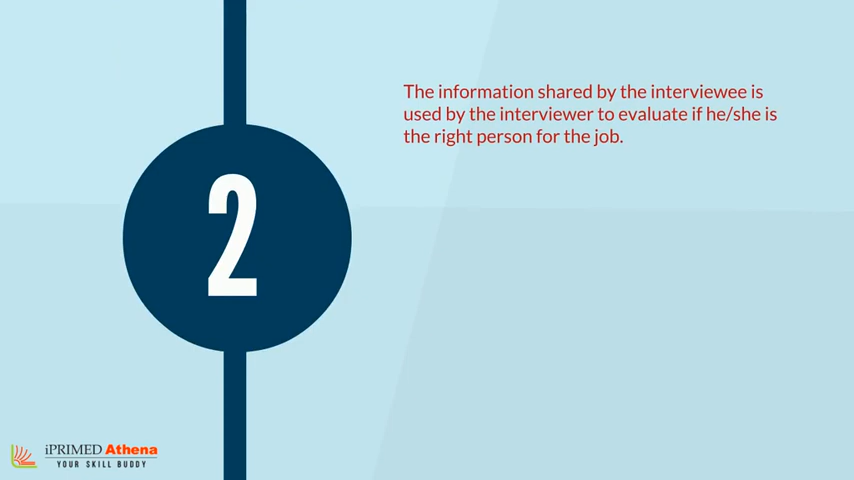 The information shared by the interviewee is
used by the interviewer to evaluate if he/she is
the right person for the job.
2
iPRIMED Athena
YOUR SKILL BUDDY